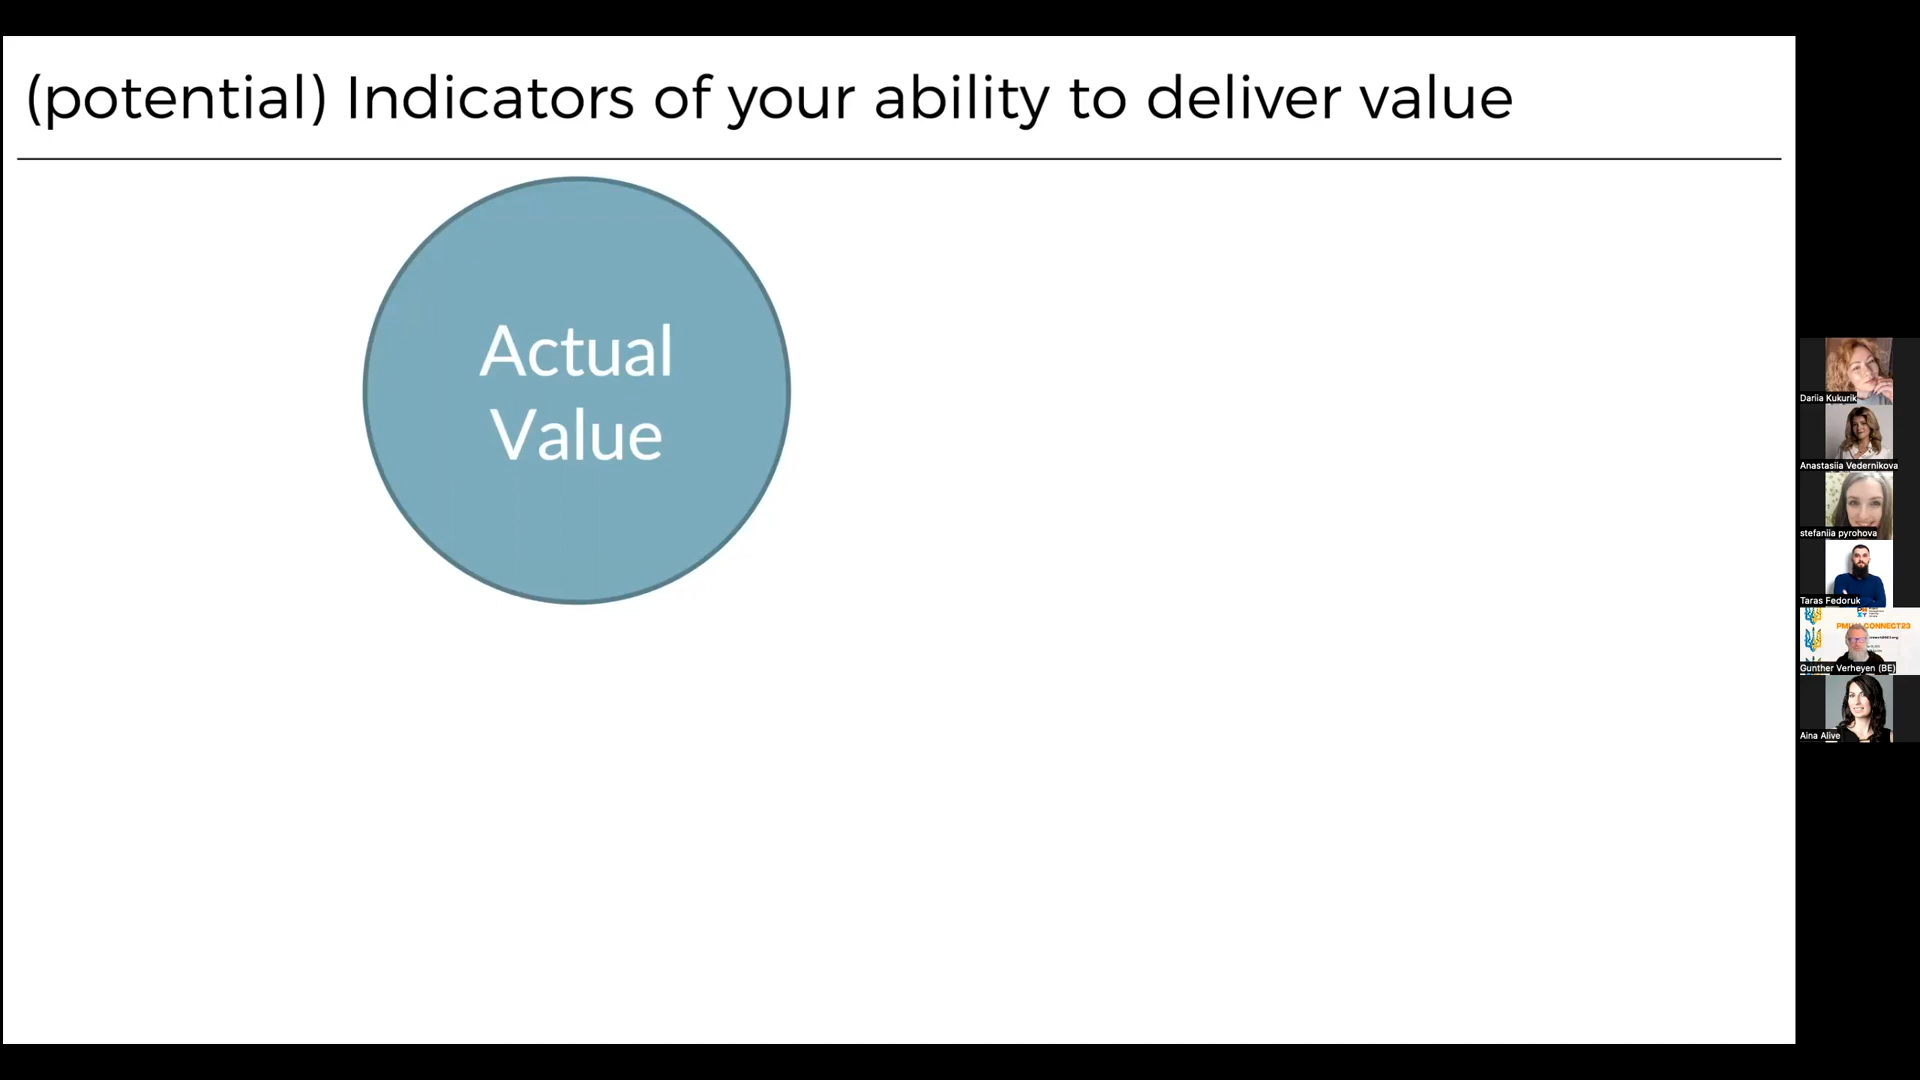 (potential) Indicators of your ability to deliver value
Actual
Value
Dariia Kukurik
Anastasiia Vedernikova
stefaniia pyrohova
Taras Fedoruk
CONNECT23
Gunther Verheyen (BE)
Aina Alive